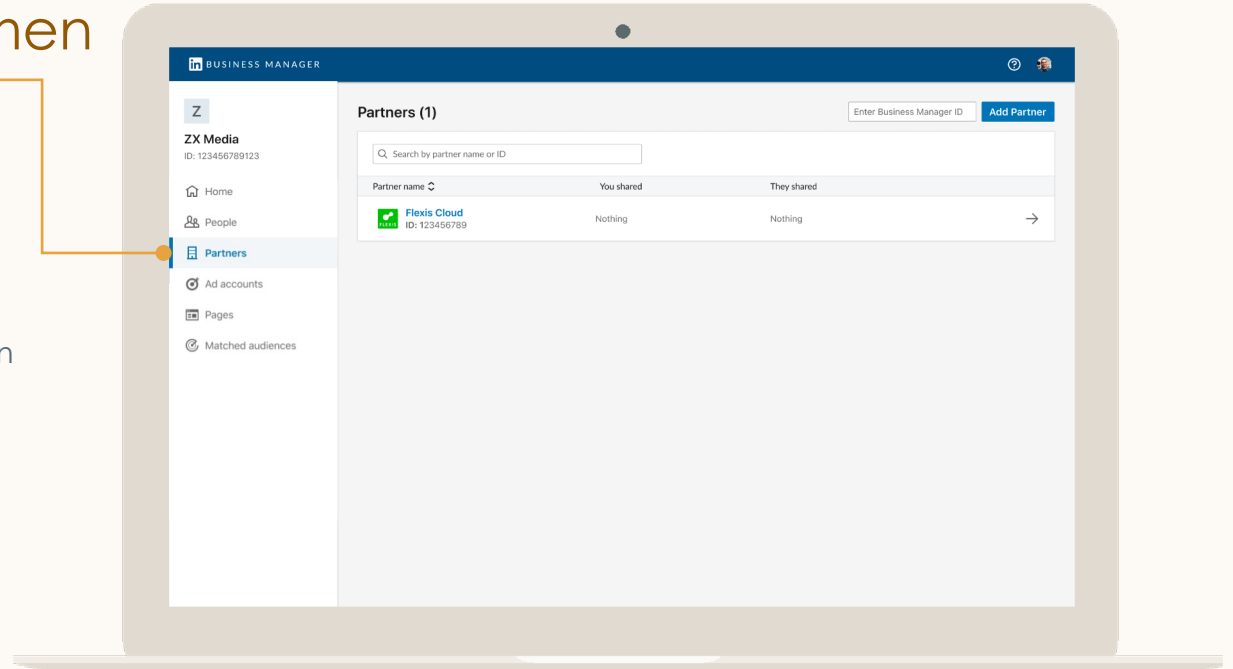 nen
n
in BUSINESS MANAGER
Z
ZX Media
ID: 123456789123
Home
People
Partners
Ad accounts
Pages
Matched audiences
Partners (1)
Enter Business Manager ID
Add Partner
Search by partner name or ID
Partner name You shared They shared
FLEXIS
Flexis Cloud
ID: 123456789
Nothing Nothing